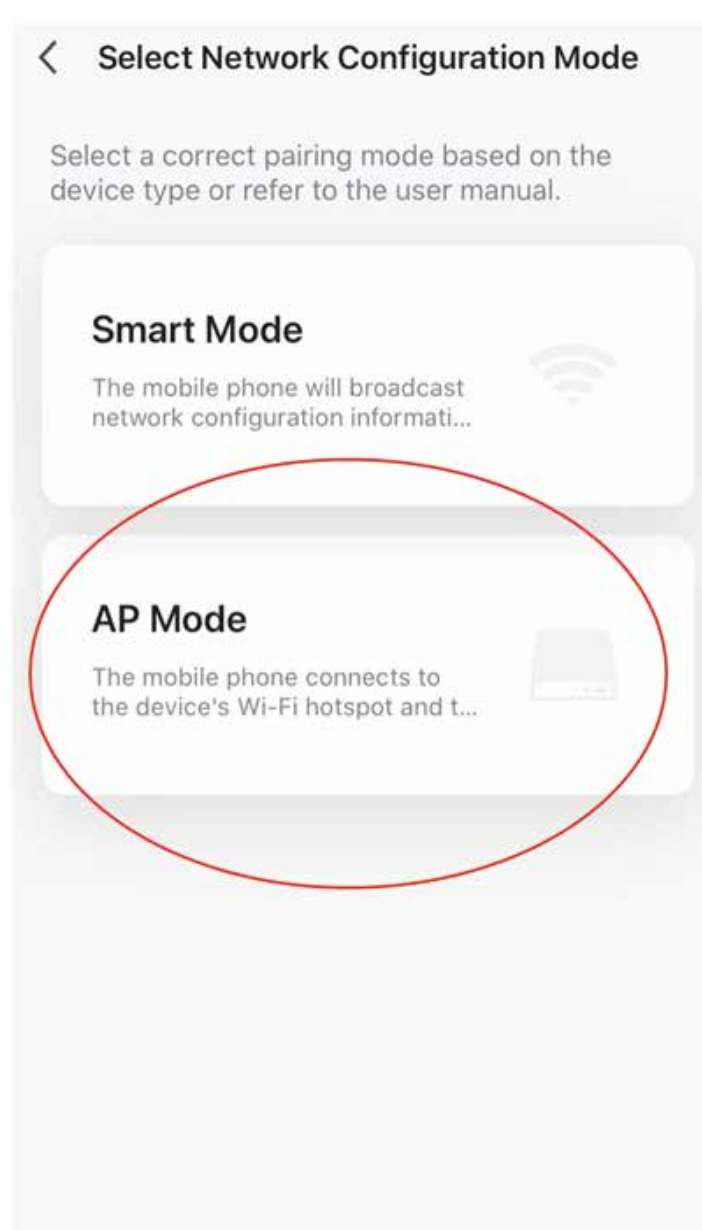 Select Network Configuration Mode
Select a correct pairing mode based on the
device type or refer to the user manual.
Smart Mode
The mobile phone will broadcast
network configuration informati...
AP Mode
The mobile phone connects to
the device's Wi-Fi hotspot and t...